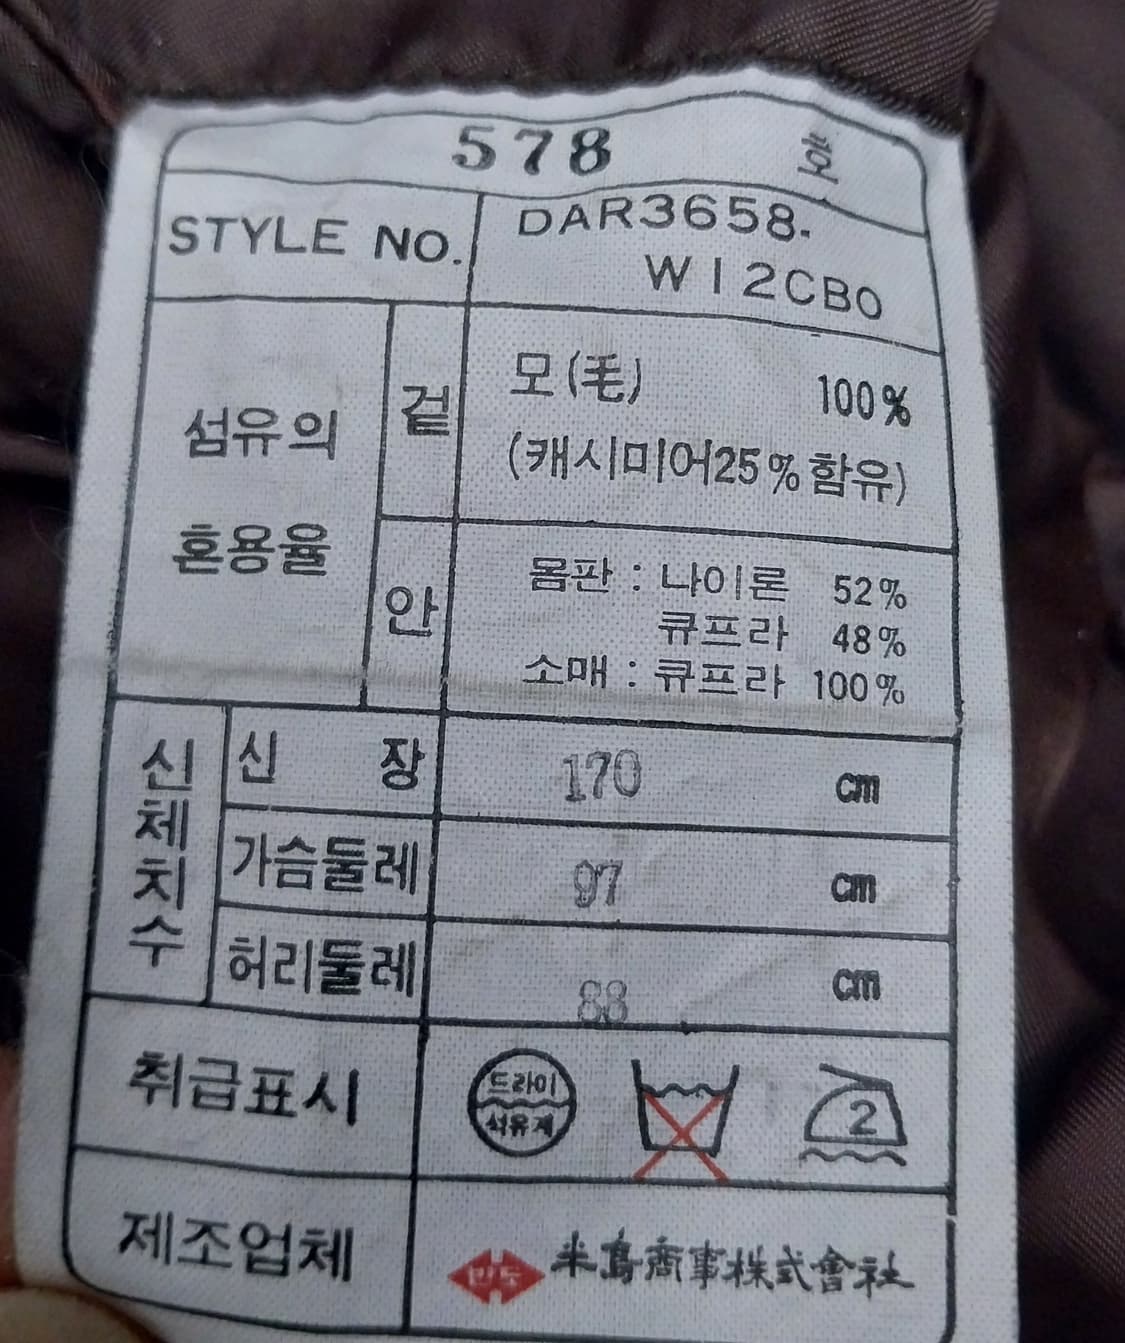 578 호
STYLE NO. DAR3658-
W12CB0
섬유의
혼용율
겉
모(毛) 100%
(캐시미어25%함유)
안
몸판 : 나이론 52%
큐프라 48%
소매 : 큐프라 100%
신체치수
신 장 170 cm
가슴둘레 97 cm
허리둘레 88 cm
취급표시
드라이
석유계
2
제조업체
반도 半島商事株式會社